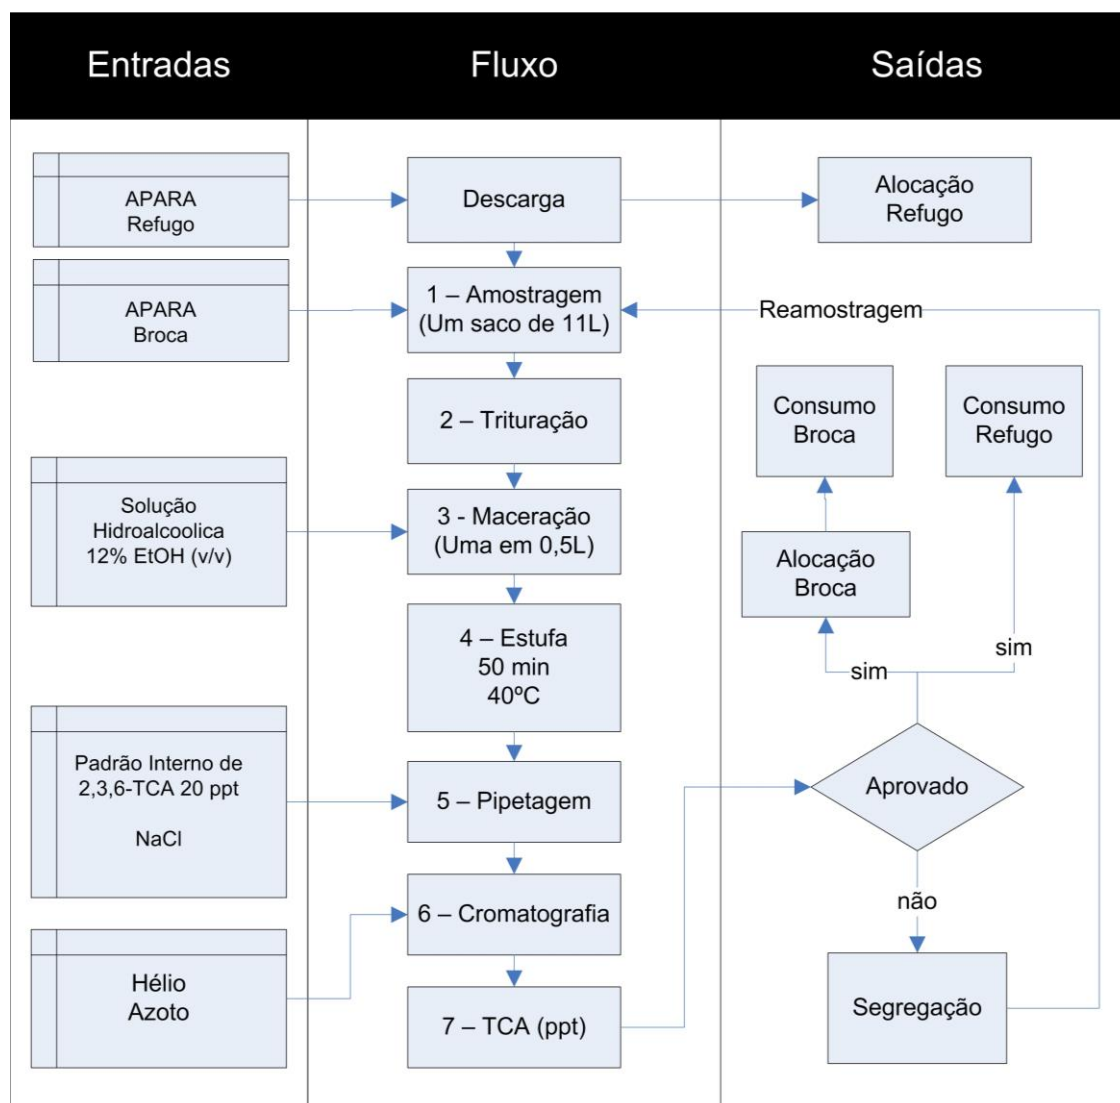 Entradas
Fluxo
Saídas
APARA
Refugo
Descarga
Alocação
Refugo
APARA
Broca
1 – Amostragem
(Um saco de 11L)
Reamostragem
2 – Trituração
Consumo
Broca
Consumo
Refugo
Solução
Hidroalcoolica
12% EtOH (v/v)
3 - Maceração
(Uma em 0,5L)
Alocação
Broca
4 – Estufa
50 min
40ºC
sim
sim
Padrão Interno de
2,3,6-TCA 20 ppt
NaCl
5 – Pipetagem
Aprovado
6 – Cromatografia
não
Hélio
Azoto
7 – TCA (ppt)
Segregação